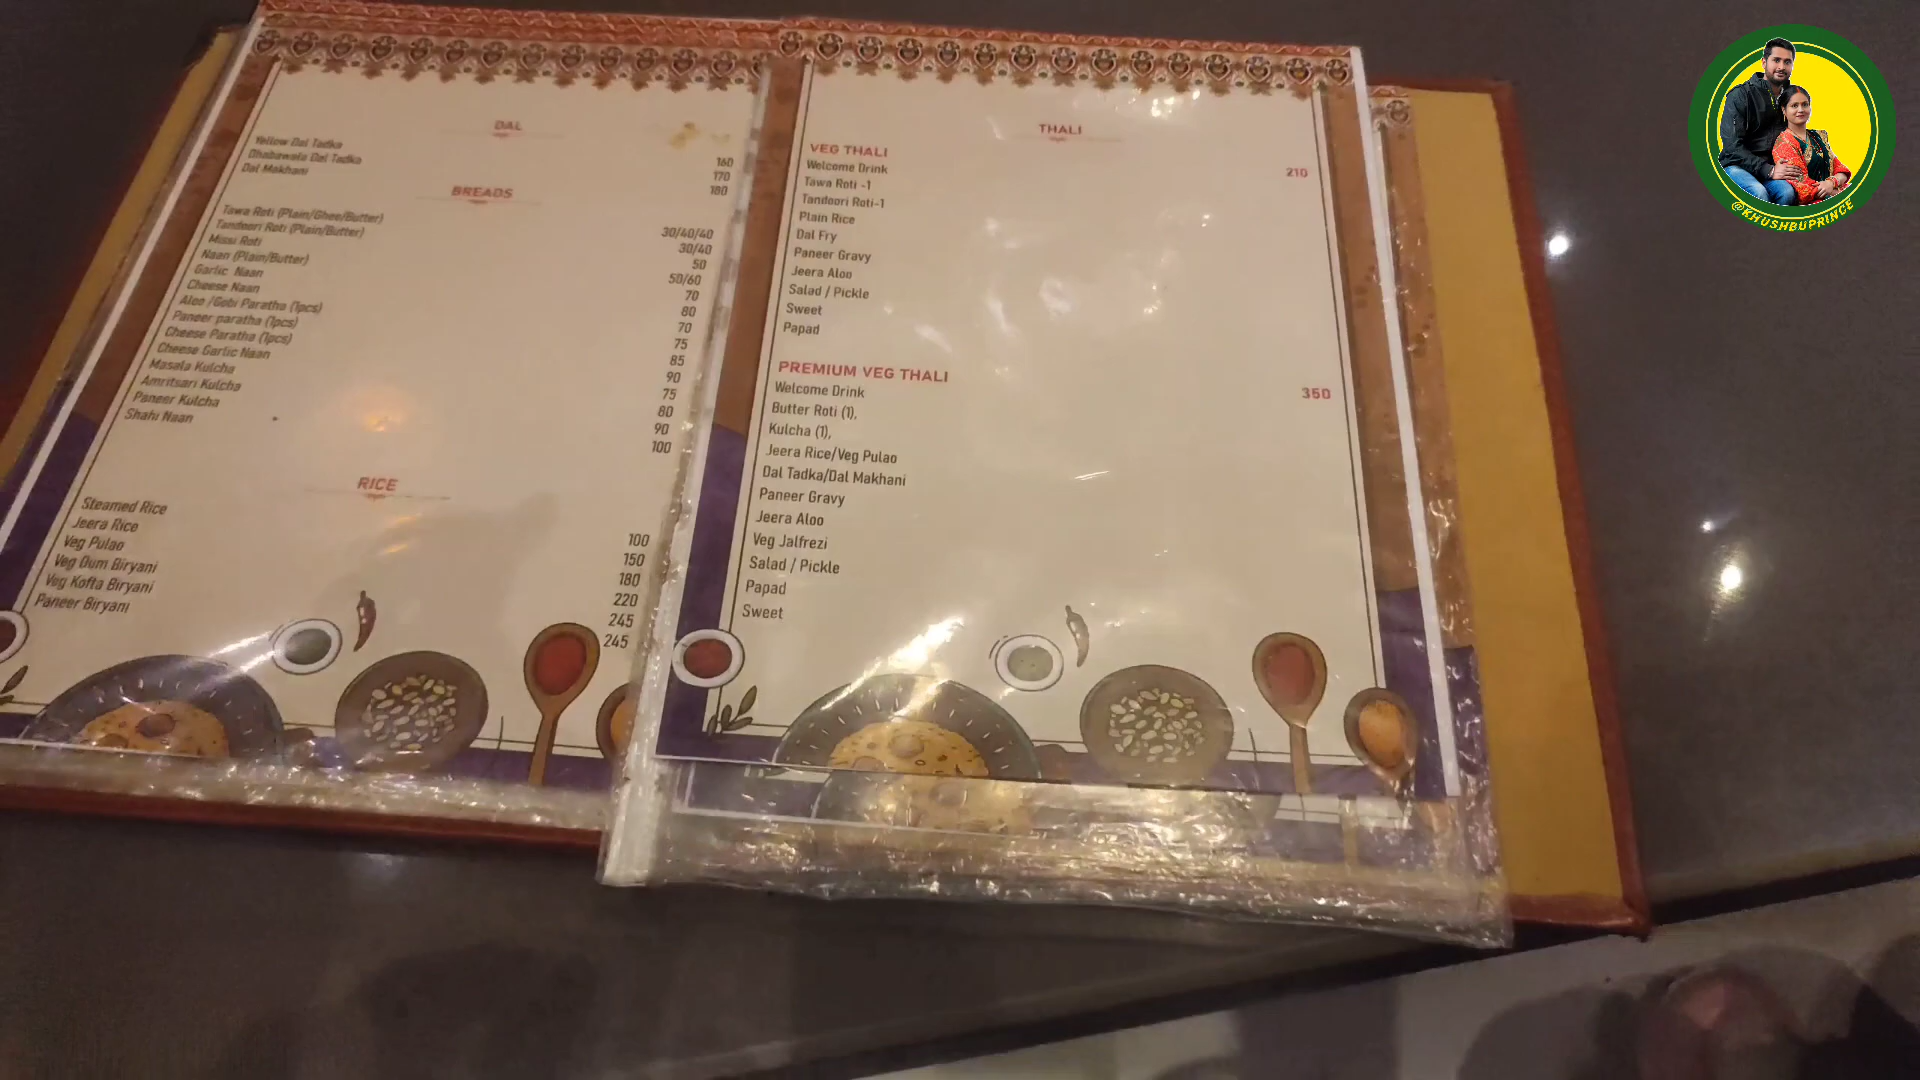 DAL
Yellow Dal Tadka 160
Dhabawala Dal Tadka 170
Dal Makhani 180
BREADS
Tawa Roti (Plain/Ghee/Butter) 30/40/40
Tandoori Roti (Plain/Butter) 30/40
Missi Roti 50
Naan (Plain/Butter) 50/60
Garlic Naan 70
Cheese Naan 80
Aloo /Gobi Paratha (1pcs) 70
Paneer paratha (1pcs) 75
Cheese Paratha (1pcs) 85
Cheese Garlic Naan 90
Masala Kulcha 75
Amritsari Kulcha 80
Paneer Kulcha 90
Shahi Naan 100
RICE
Steamed Rice 100
Jeera Rice 150
Veg Pulao 180
Veg Dum Biryani 220
Veg Kofta Biryani 245
Paneer Biryani 245
THALI
VEG THALI 210
Welcome Drink
Tawa Roti -1
Tandoori Roti-1
Plain Rice
Dal Fry
Paneer Gravy
Jeera Aloo
Salad / Pickle
Sweet
Papad
PREMIUM VEG THALI 350
Welcome Drink
Butter Roti (1),
Kulcha (1),
Jeera Rice/Veg Pulao
Dal Tadka/Dal Makhani
Paneer Gravy
Jeera Aloo
Veg Jalfrezi
Salad / Pickle
Papad
Sweet
@KHUSHBUPRINCE